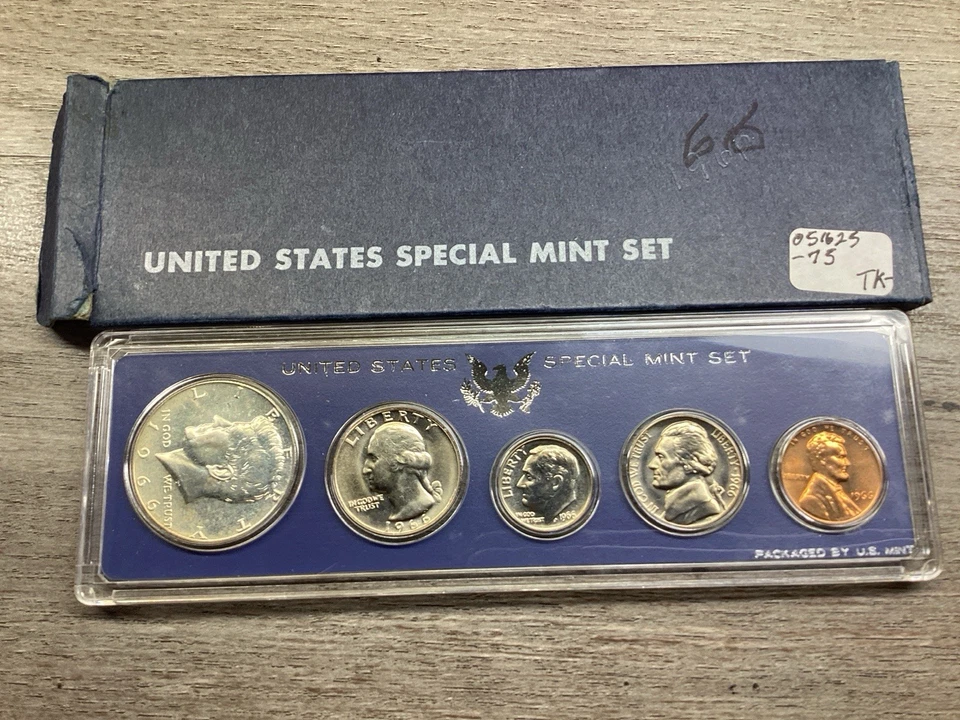 66
UNITED STATES SPECIAL MINT SET
051625
-75
TK-
UNITED STATES SPECIAL MINT SET
LIBERTY
IN GOD WE TRUST
1966
LIBERTY
IN GOD WE TRUST
1966
LIBERTY
IN GOD WE TRUST
1966
IN GOD WE TRUST
LIBERTY 1966
IN GOD WE TRUST
LIBERTY
1966
PACKAGED BY U.S. MINT